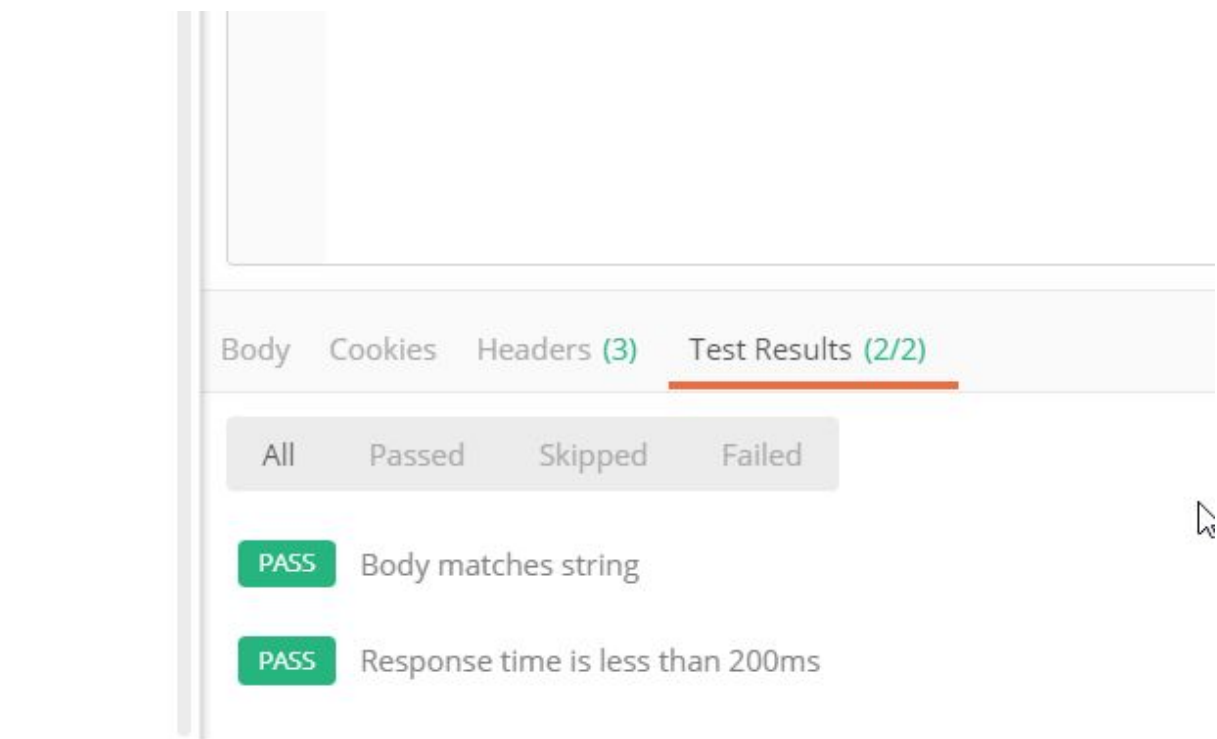 Body Cookies Headers (3) Test Results (2/2)
All Passed Skipped Failed
PASS Body matches string
PASS Response time is less than 200ms